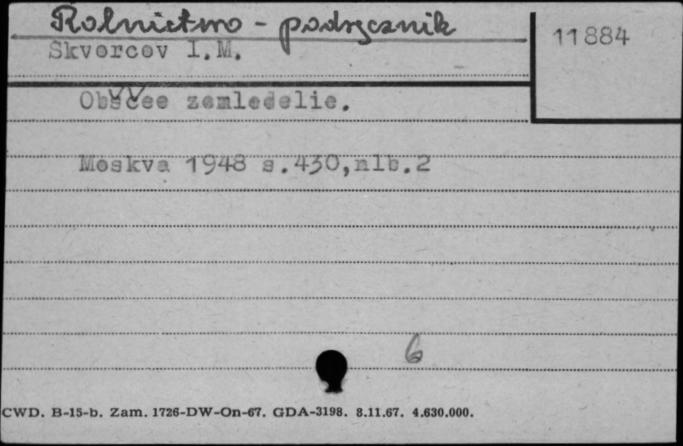 Rolnictwo - podręcznik
11884
Skvorcov I.M.
Obščee zemledelie.
Moskva 1948 s.430,nlb.2
6
CWD. B-15-b. Zam. 1726-DW-On-67. GDA-3198. 8.11.67. 4.630.000.